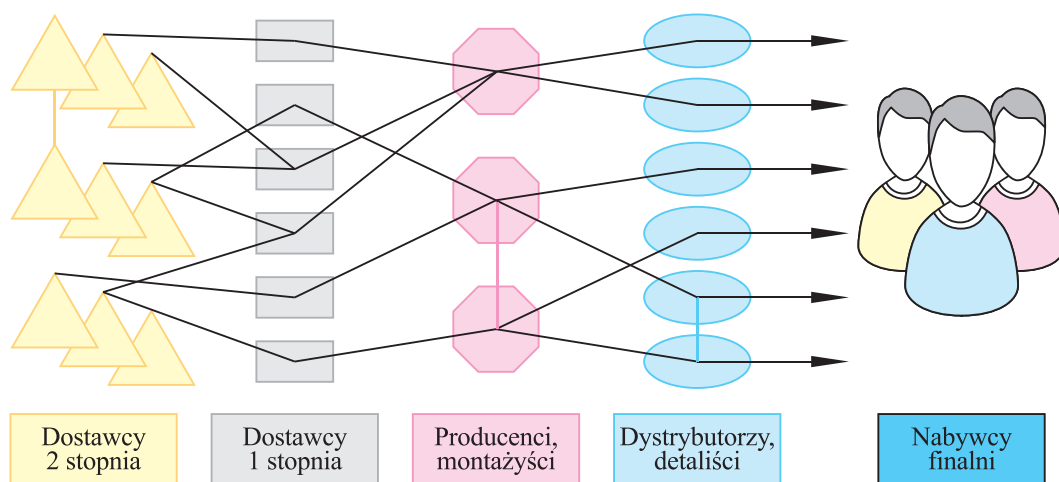 Dostawcy
2 stopnia
Dostawcy
1 stopnia
Producenci,
montażyści
Dystrybutorzy,
detaliści
Nabywcy
finalni